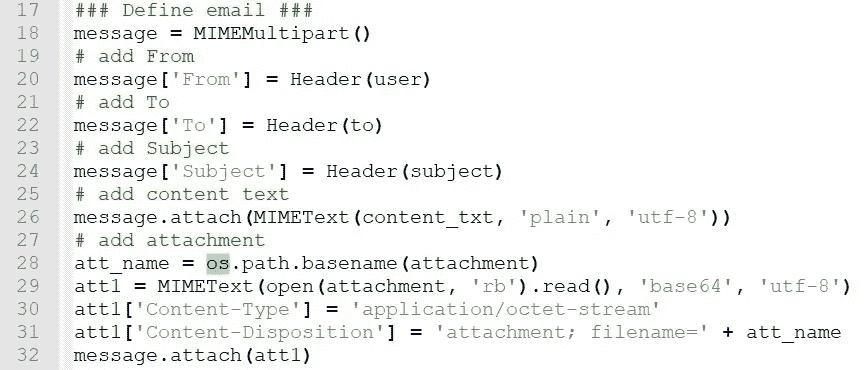 17 ### Define email ###
18 message = MIMEMultipart()
19 # add From
20 message['From'] = Header(user)
21 # add To
22 message['To'] = Header(to)
23 # add Subject
24 message['Subject'] = Header(subject)
25 # add content text
26 message.attach(MIMEText(content_txt, 'plain', 'utf-8'))
27 # add attachment
28 att_name = os.path.basename(attachment)
29 att1 = MIMEText(open(attachment, 'rb').read(), 'base64', 'utf-8')
30 att1['Content-Type'] = 'application/octet-stream'
31 att1['Content-Disposition'] = 'attachment; filename=' + att_name
32 message.attach(att1)